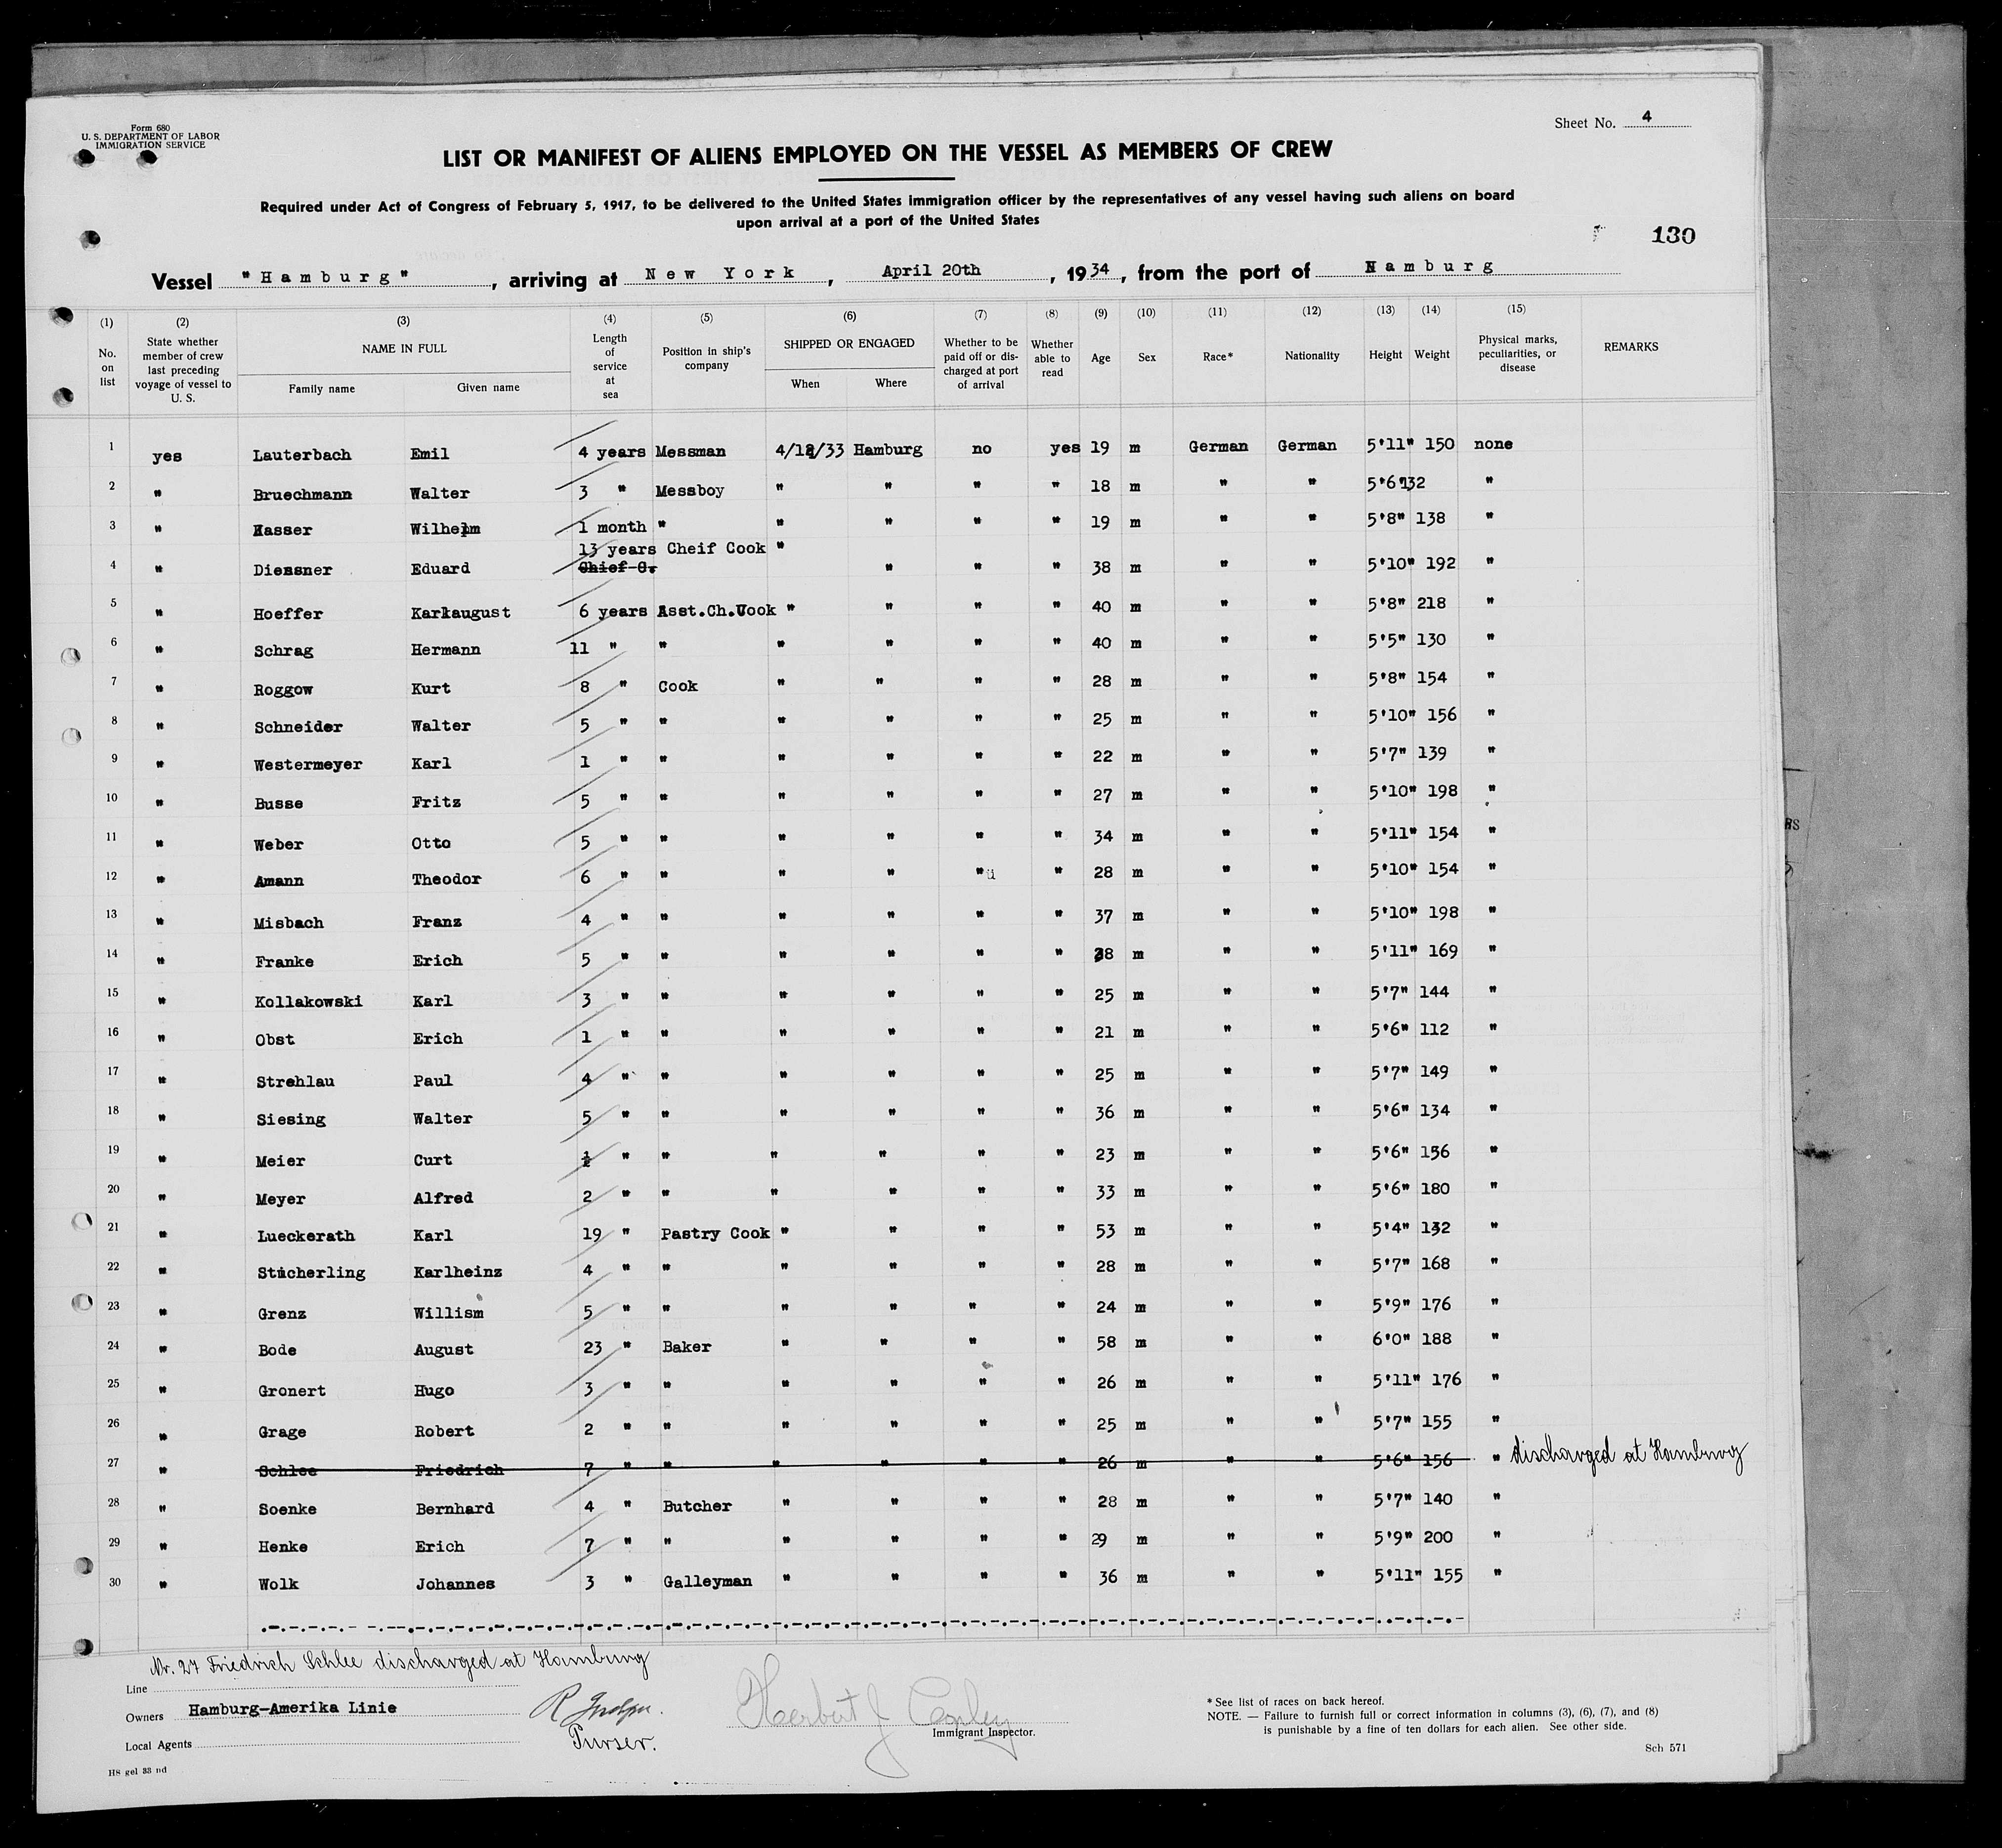 Form 680
U. S. DEPARTMENT OF LABOR
IMMIGRATION SERVICE
Sheet No. 4
LIST OR MANIFEST OF ALIENS EMPLOYED ON THE VESSEL AS MEMBERS OF CREW
Required under Act of Congress of February 5, 1917, to be delivered to the United States immigration officer by the representatives of any vessel having such aliens on board
upon arrival at a port of the United States
130
Vessel "Hamburg", arriving at New York, April 20th, 1934, from the port of Hamburg
(1) (2) (3) (4) (5) (6) (7) (8) (9) (10) (11) (12) (13) (14) (15)
No. on list State whether member of crew last preceding voyage of vessel to U. S. NAME IN FULL Family name Given name Length of service at sea Position in ship's company SHIPPED OR ENGAGED When Where Whether to be paid off or discharged at port of arrival Whether able to read Age Sex Race* Nationality Height Weight Physical marks, peculiarities, or disease REMARKS
1 yes Lauterbach Emil 4 years Messman 4/12/33 Hamburg no yes 19 m German German 5'11" 150 none
2 " Bruechmann Walter 3 " Messboy " " " " 18 m " " 5'6" 132 "
3 " Hasser Wilhelm 1 month " " " " " 19 m " " 5'8" 138 "
13 years Cheif Cook "
4 " Diessner Eduard Chief C. " " " 38 m " " 5'10" 192 "
5 " Hoeffer Karlaugust 6 years Asst.Ch.Cook " " " " 40 m " " 5'8" 218 "
6 " Schrag Hermann 11 " " " " " " 40 m " " 5'5" 130 "
7 " Roggow Kurt 8 " Cook " " " " 28 m " " 5'8" 154 "
8 " Schneider Walter 5 " " " " " " 25 m " " 5'10" 156 "
9 " Westermeyer Karl 1 " " " " " " 22 m " " 5'7" 139 "
10 " Busse Fritz 5 " " " " " " 27 m " " 5'10" 198 "
11 " Weber Otto 5 " " " " " " 34 m " " 5'11" 154 "
12 " Amann Theodor 6 " " " " " " 28 m " " 5'10" 154 "
13 " Misbach Franz 4 " " " " " " 37 m " " 5'10" 198 "
14 " Franke Erich 5 " " " " " " 38 m " " 5'11" 169 "
15 " Kollakowski Karl 3 " " " " " " 25 m " " 5'7" 144 "
16 " Obst Erich 1 " " " " " " 21 m " " 5'6" 112 "
17 " Strehlau Paul 4 " " " " " " 25 m " " 5'7" 149 "
18 " Siesing Walter 5 " " " " " " 36 m " " 5'6" 134 "
19 " Meier Curt ½ " " " " " " 23 m " " 5'6" 156 "
20 " Meyer Alfred 2 " " " " " " 33 m " " 5'6" 180 "
21 " Lueckerath Karl 19 " Pastry Cook " " " " 53 m " " 5'4" 132 "
22 " Stücherling Karlheinz 4 " " " " " " 28 m " " 5'7" 168 "
23 " Grenz Willism 5 " " " " " " 24 m " " 5'9" 176 "
24 " Bode August 23 " Baker " " " " 58 m " " 6'0" 188 "
25 " Gronert Hugo 3 " " " " " " 26 m " " 5'11" 176 "
26 " Grage Robert 2 " " " " " " 25 m " " 5'7" 155 "
27 " Schlee Friedrich 7 " " " " " " 26 m " " 5'6" 156 " discharged at Hamburg
28 " Soenke Bernhard 4 " Butcher " " " " 28 m " " 5'7" 140 "
29 " Henke Erich 7 " " " " " " 29 m " " 5'9" 200 "
30 " Wolk Johannes 3 " Galleyman " " " " 36 m " " 5'11" 155 "
Nr. 27 Friedrich Schlee discharged at Hamburg
Line
Owners Hamburg-Amerika Linie
Local Agents
Purser.
Herbert J
Immigrant Inspector.
* See list of races on back hereof.
NOTE. — Failure to furnish full or correct information in columns (3), (6), (7), and (8)
is punishable by a fine of ten dollars for each alien. See other side.
Sch 571
HS gel 33 nd